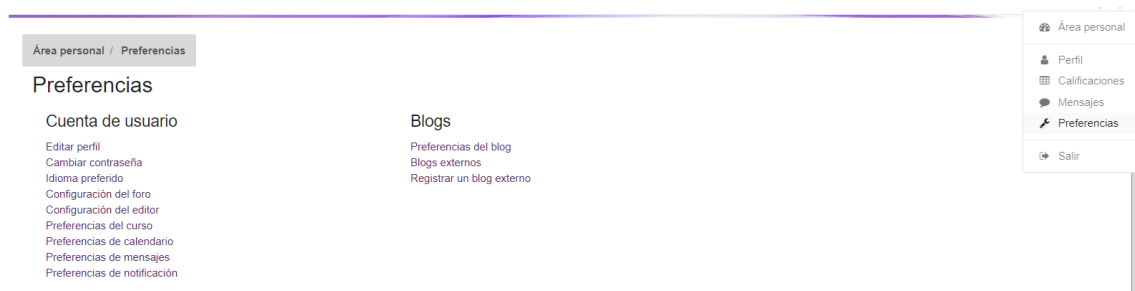 Área personal / Preferencias
Preferencias
Cuenta de usuario
Editar perfil
Cambiar contraseña
Idioma preferido
Configuración del foro
Configuración del editor
Preferencias del curso
Preferencias de calendario
Preferencias de mensajes
Preferencias de notificación
Blogs
Preferencias del blog
Blogs externos
Registrar un blog externo
Área personal
Perfil
Calificaciones
Mensajes
Preferencias
Salir